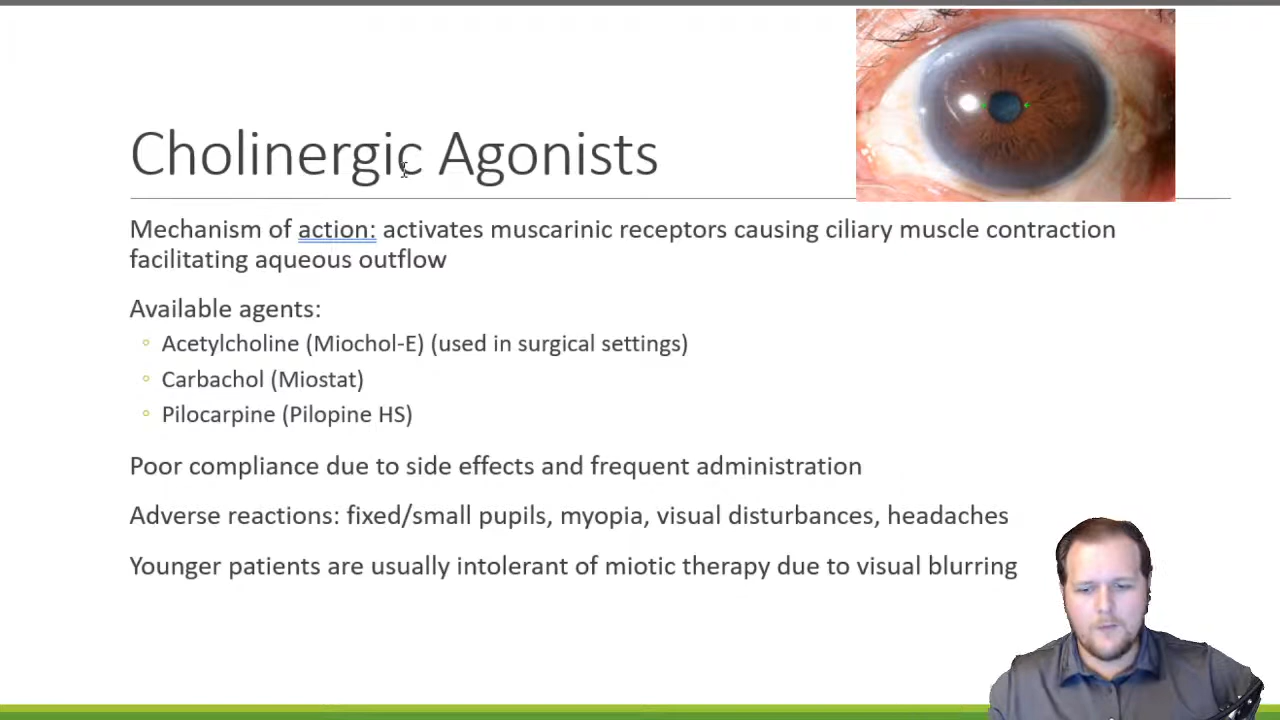 Cholinergic Agonists
Mechanism of action: activates muscarinic receptors causing ciliary muscle contraction
facilitating aqueous outflow
Available agents:
Acetylcholine (Miochol-E) (used in surgical settings)
Carbachol (Miostat)
Pilocarpine (Pilopine HS)
Poor compliance due to side effects and frequent administration
Adverse reactions: fixed/small pupils, myopia, visual disturbances, headaches
Younger patients are usually intolerant of miotic therapy due to visual blurring